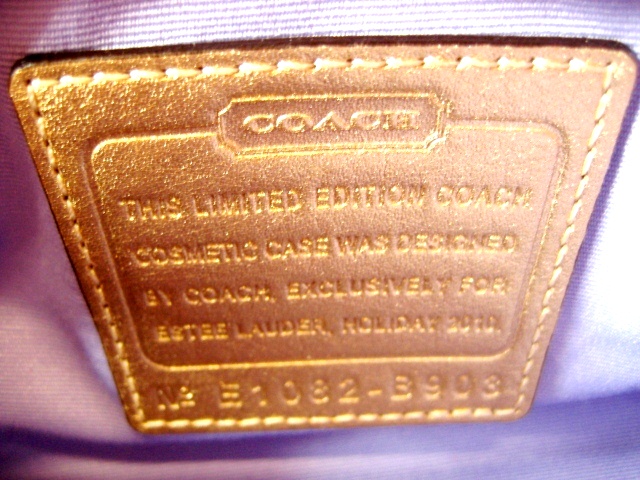 COACH
THIS LIMITED EDITION COACH
COSMETIC CASE WAS DESIGNED
BY COACH, EXCLUSIVELY FOR
ESTEE LAUDER, HOLIDAY 2010.
No E1082-B903